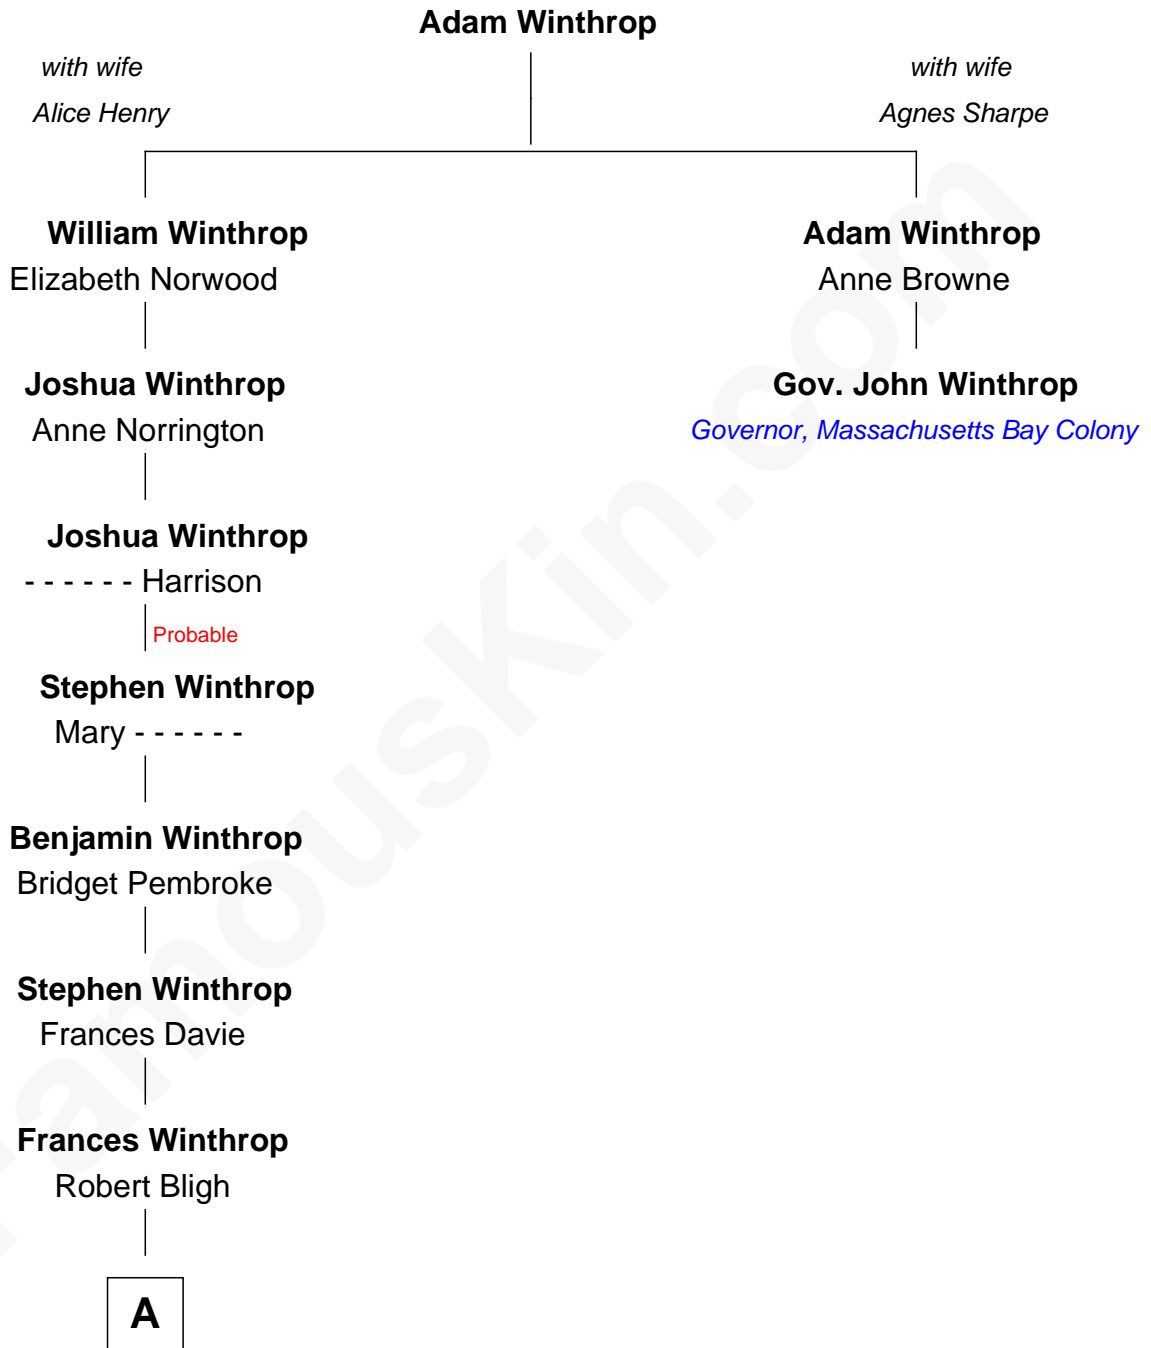 Adam Winthrop
with wife
Alice Henry
with wife
Agnes Sharpe
William Winthrop
Elizabeth Norwood
Adam Winthrop
Anne Browne
Joshua Winthrop
Anne Norrington
Gov. John Winthrop
Governor, Massachusetts Bay Colony
Joshua Winthrop
- - - - - - Harrison
Probable
Stephen Winthrop
Mary - - - - - -
Benjamin Winthrop
Bridget Pembroke
Stephen Winthrop
Frances Davie
Frances Winthrop
Robert Bligh
A
FamousKin.com